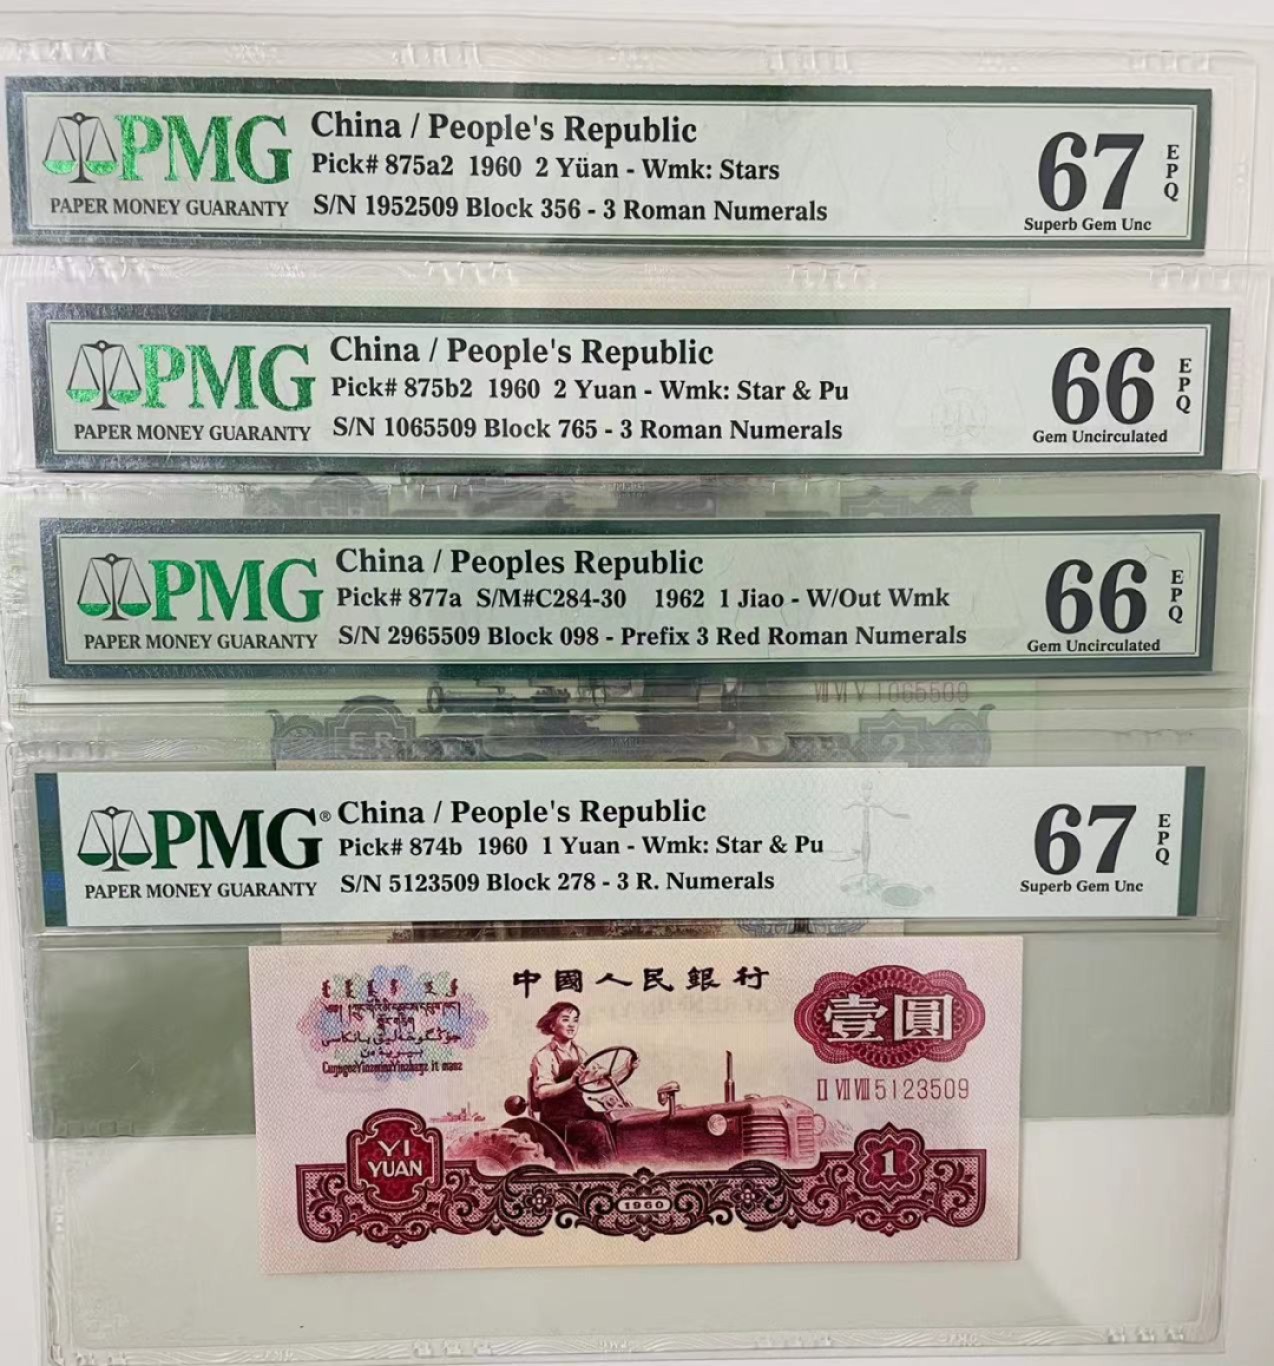 PMG
PAPER MONEY GUARANTY
China / People's Republic
Pick# 875a2 1960 2 Yüan - Wmk: Stars
S/N 1952509 Block 356 - 3 Roman Numerals
67
EPQ
Superb Gem Unc
PMG
PAPER MONEY GUARANTY
China / People's Republic
Pick# 875b2 1960 2 Yuan - Wmk: Star & Pu
S/N 1065509 Block 765 - 3 Roman Numerals
66
EPQ
Gem Uncirculated
PMG
PAPER MONEY GUARANTY
China / Peoples Republic
Pick# 877a S/M#C284-30 1962 1 Jiao - W/Out Wmk
S/N 2965509 Block 098 - Prefix 3 Red Roman Numerals
66
EPQ
Gem Uncirculated
VII VI V 1065509
ER
2
PMG®
PAPER MONEY GUARANTY
China / People's Republic
Pick# 874b 1960 1 Yuan - Wmk: Star & Pu
S/N 5123509 Block 278 - 3 R. Numerals
67
EPQ
Superb Gem Unc
中國人民銀行
壹圓
II VII VIII 5123509
YI
YUAN
1
1960